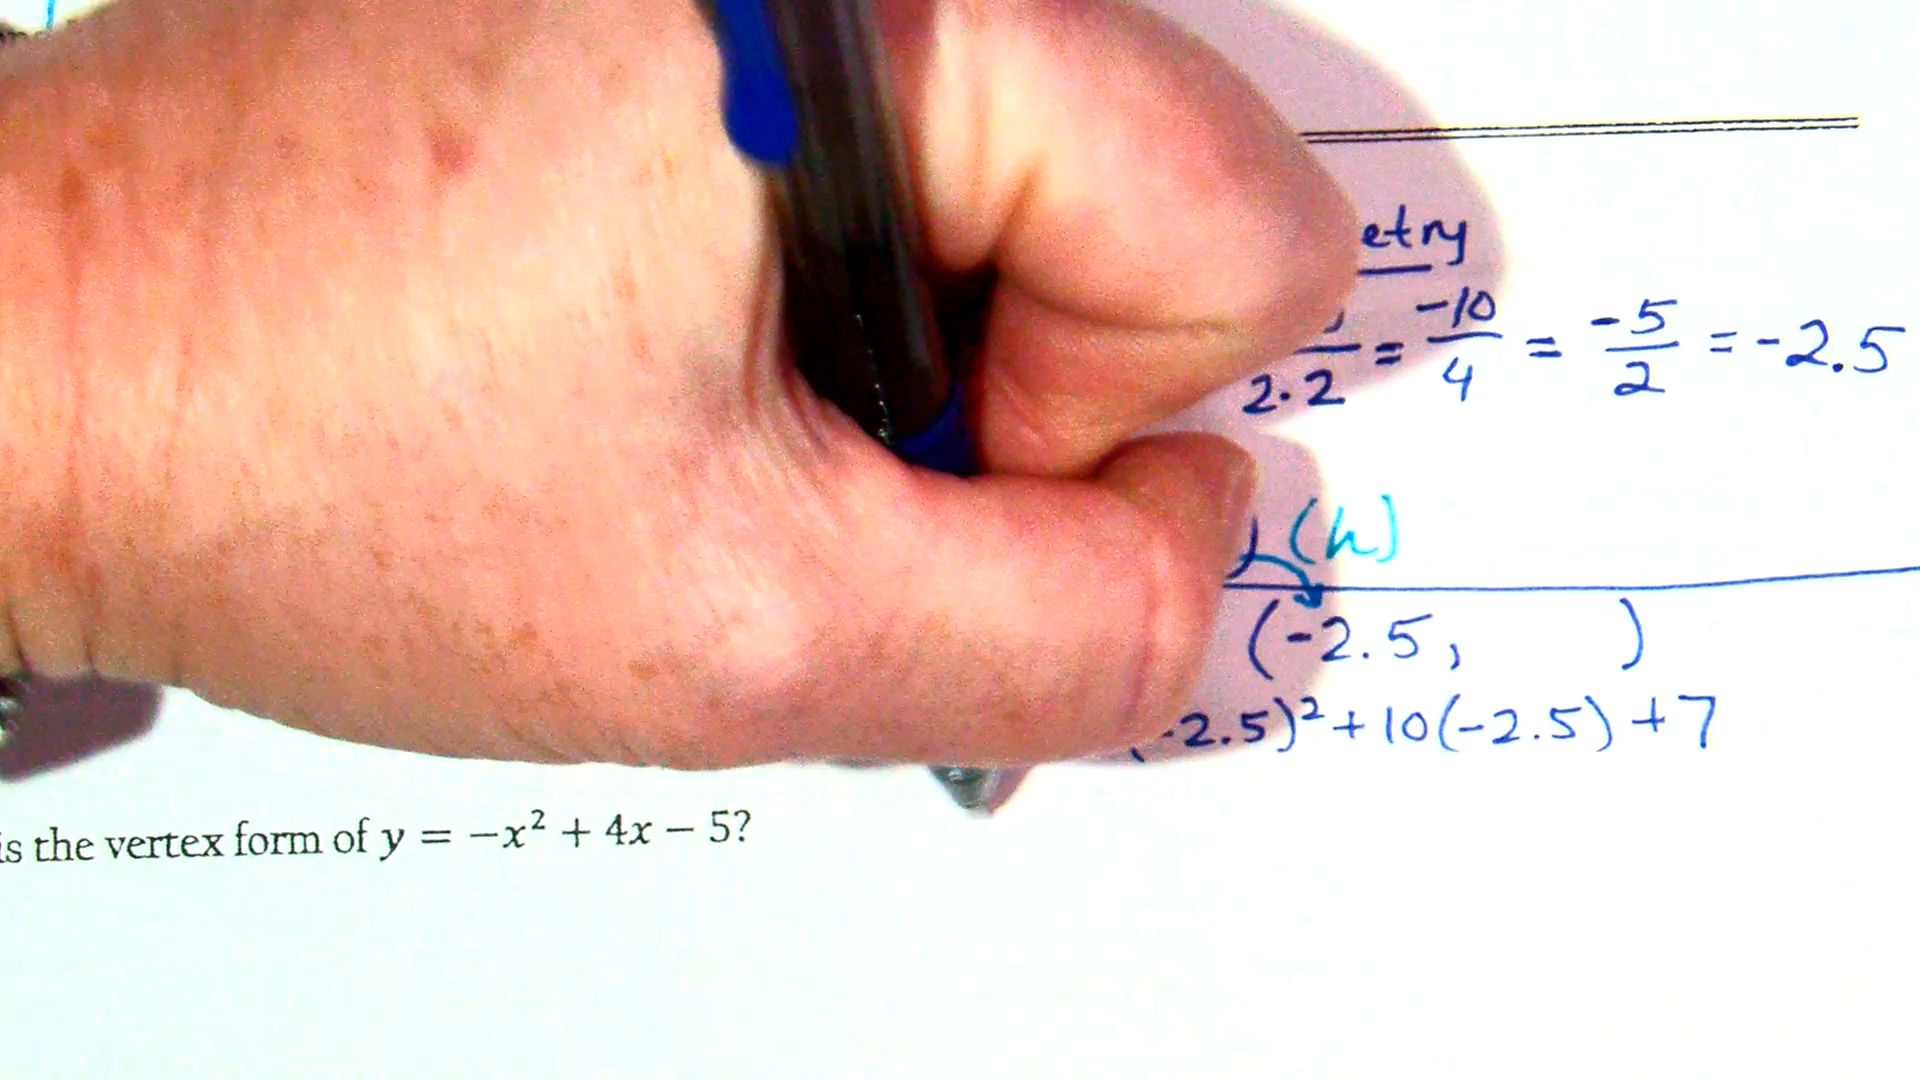 etry
2·2 = -10/4 = -5/2 = -2.5
(h)
(-2.5, )
-2.5)² + 10(-2.5) + 7
is the vertex form of y = −x² + 4x − 5?